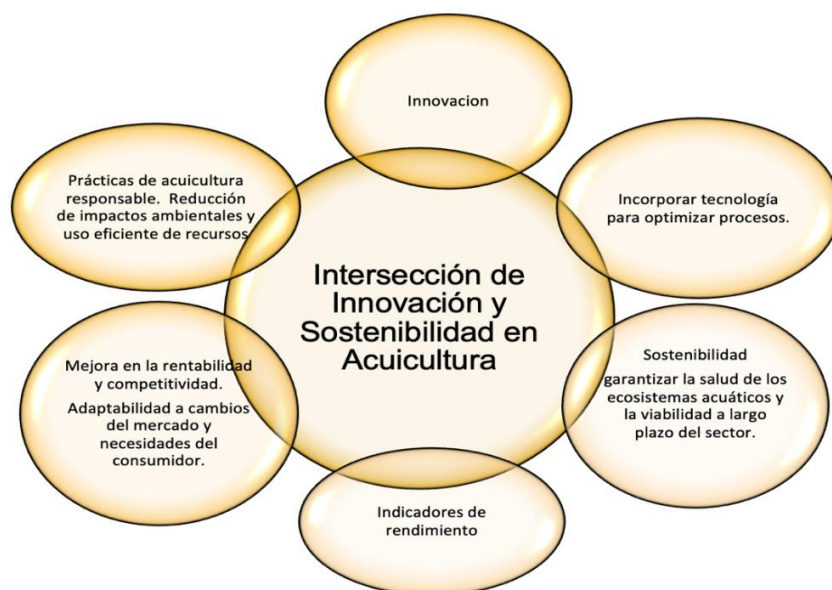 Innovacion
Incorporar tecnología
para optimizar procesos.
Sostenibilidad
garantizar la salud de los
ecosistemas acuáticos y
la viabilidad a largo
plazo del sector.
Indicadores de
rendimiento
Mejora en la rentabilidad
y competitividad.
Adaptabilidad a cambios
del mercado y
necesidades del
consumidor.
Prácticas de acuicultura
responsable. Reducción
de impactos ambientales y
uso eficiente de recursos
Intersección de
Innovación y
Sostenibilidad en
Acuicultura